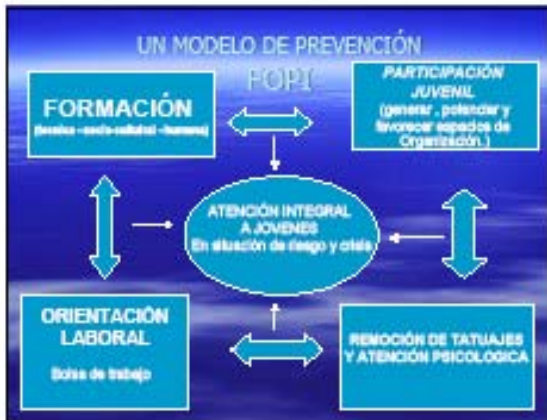 UN MODELO DE PREVENCIÓN
FOPI
FORMACIÓN
(tecnica - socio-cultural - humana)
PARTICIPACIÓN
JUVENIL
(generar , potenciar y
favorecer espacios de
Organización.)
ATENCIÓN INTEGRAL
A JOVENES
En situación de riesgo y crisis
ORIENTACIÓN
LABORAL
Bolsa de trabajo
REMOCIÓN DE TATUAJES
Y ATENCIÓN PSICOLOGICA